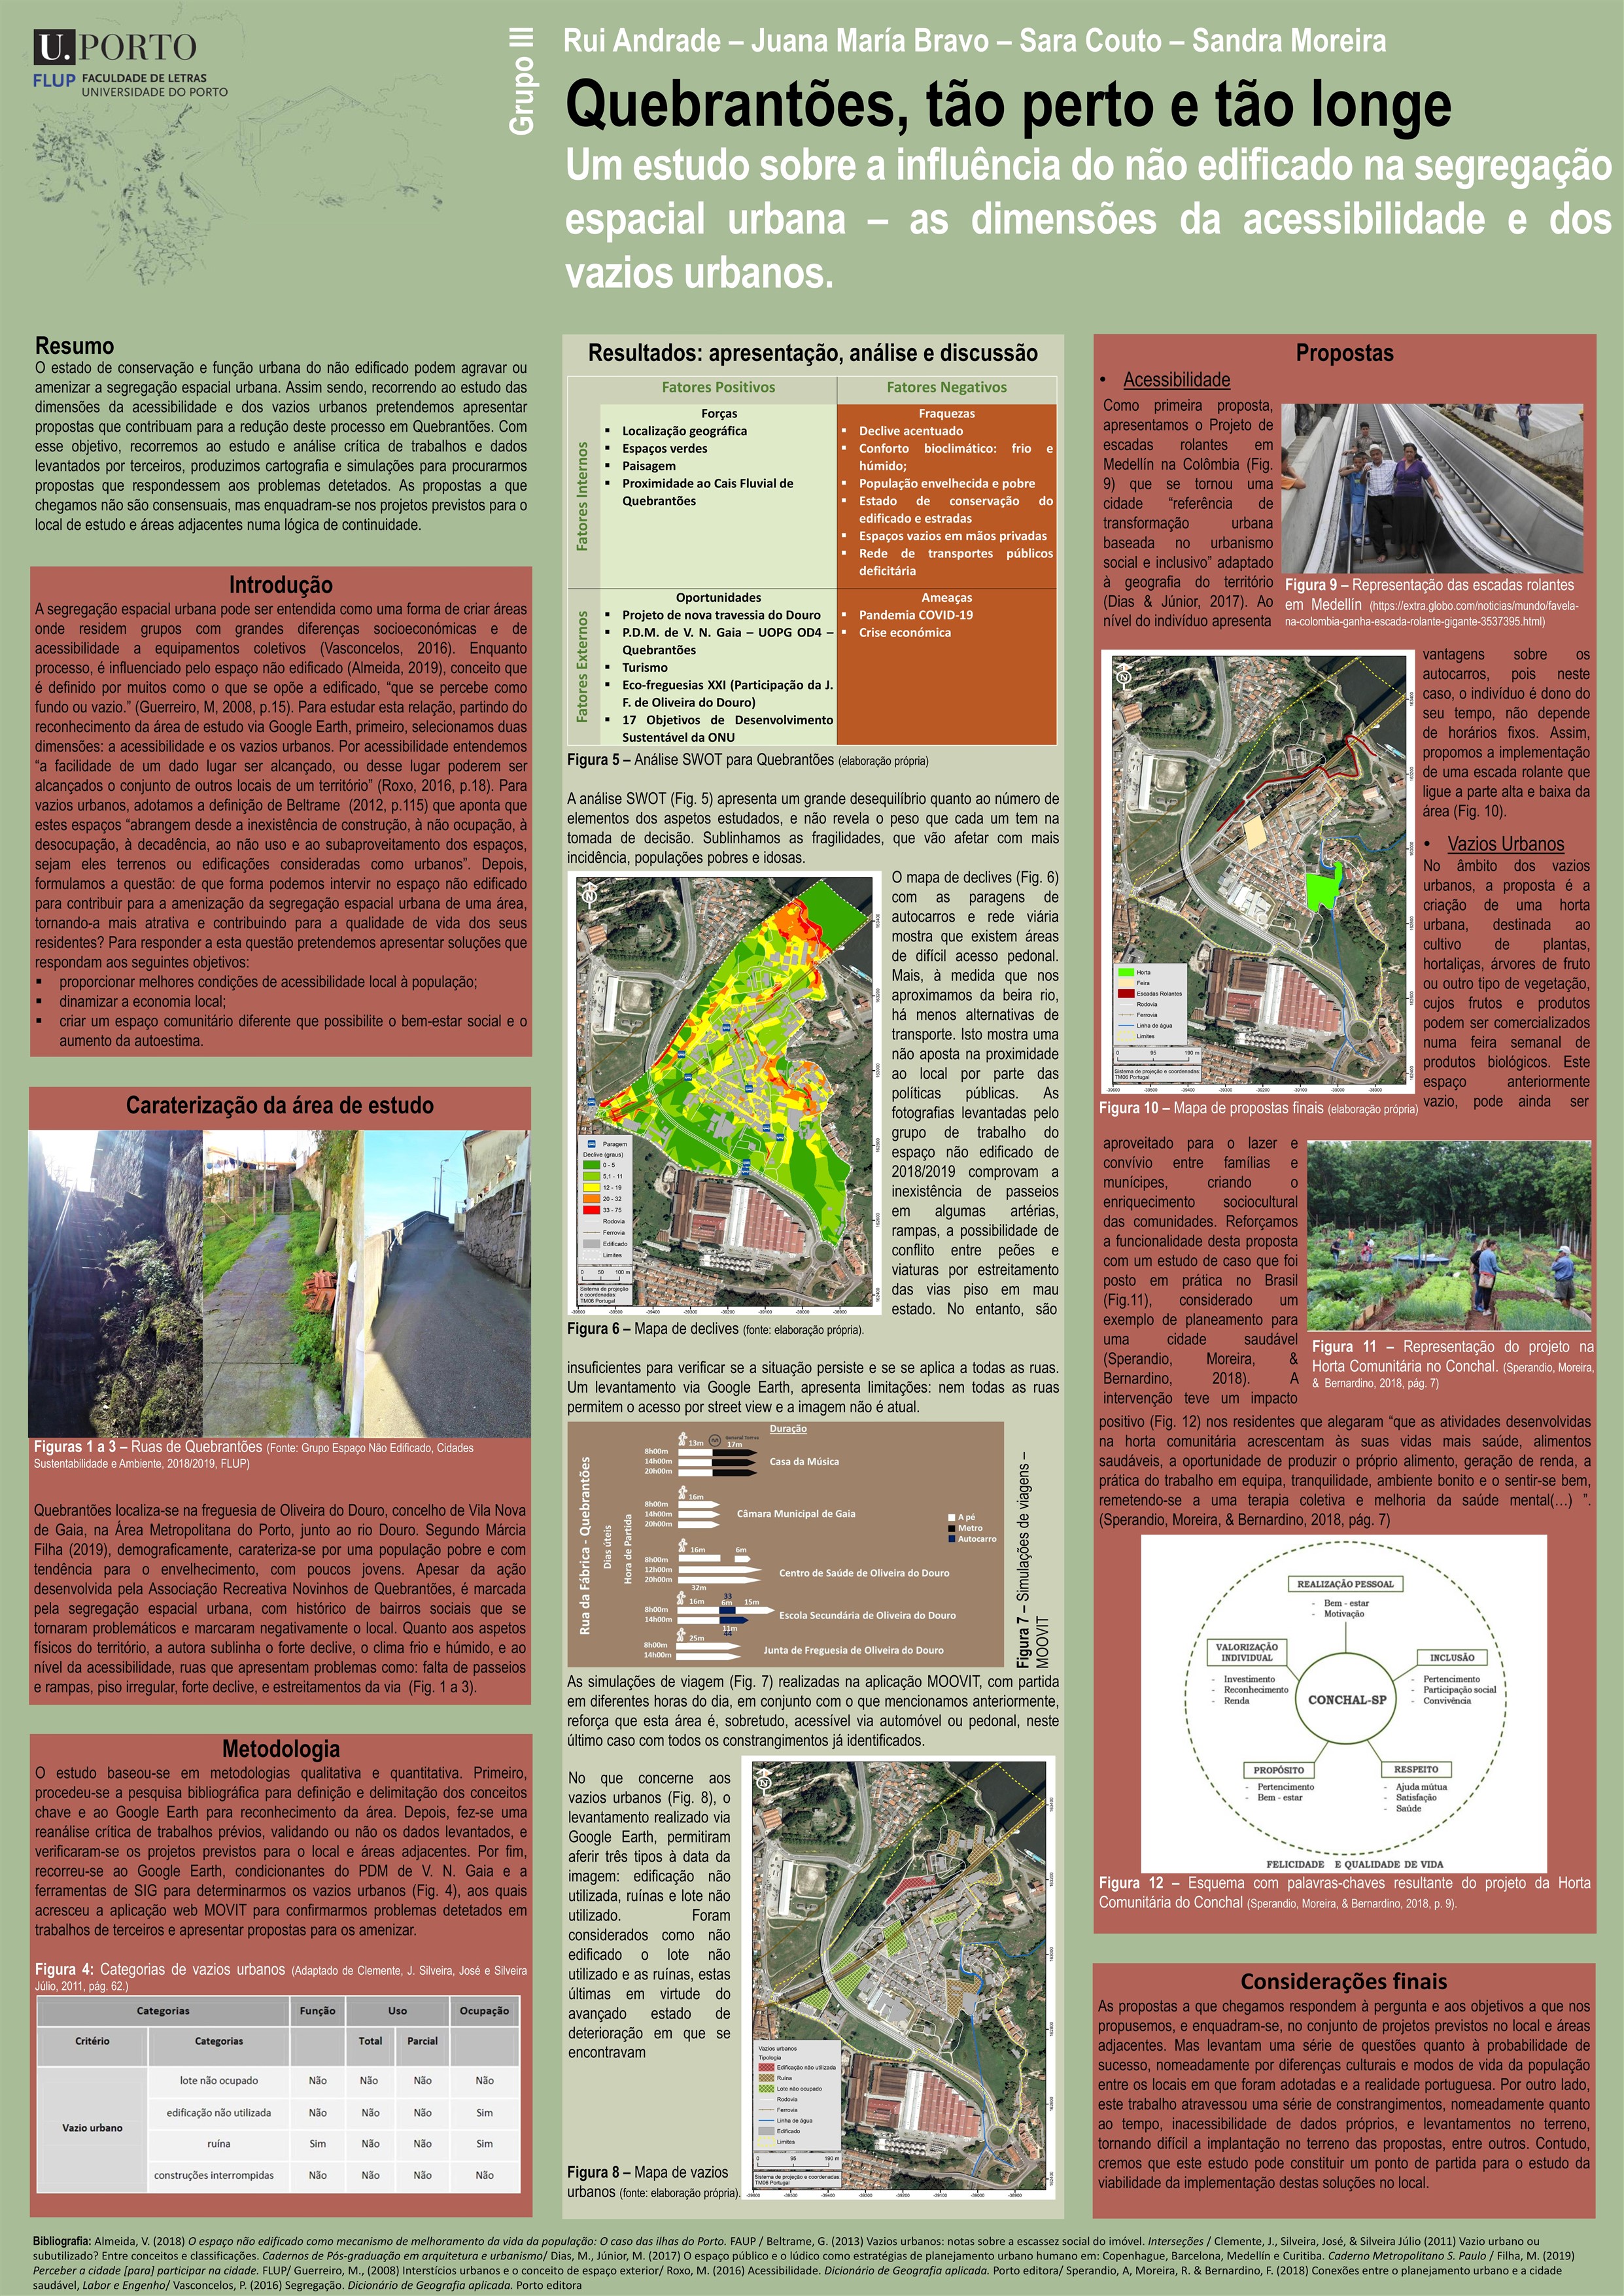 U.PORTO
FLUP FACULDADE DE LETRAS
UNIVERSIDADE DO PORTO
Grupo III
Rui Andrade – Juana María Bravo – Sara Couto – Sandra Moreira
Quebrantões, tão perto e tão longe
Um estudo sobre a influência do não edificado na segregação
espacial urbana – as dimensões da acessibilidade e dos
vazios urbanos.
Resumo
O estado de conservação e função urbana do não edificado podem agravar ou
amenizar a segregação espacial urbana. Assim sendo, recorrendo ao estudo das
dimensões da acessibilidade e dos vazios urbanos pretendemos apresentar
propostas que contribuam para a redução deste processo em Quebrantões. Com
esse objetivo, recorremos ao estudo e análise crítica de trabalhos e dados
levantados por terceiros, produzimos cartografia e simulações para procurarmos
propostas que respondessem aos problemas detetados. As propostas a que
chegamos não são consensuais, mas enquadram-se nos projetos previstos para o
local de estudo e áreas adjacentes numa lógica de continuidade.
Introdução
A segregação espacial urbana pode ser entendida como uma forma de criar áreas
onde residem grupos com grandes diferenças socioeconómicas e de
acessibilidade a equipamentos coletivos (Vasconcelos, 2016). Enquanto
processo, é influenciado pelo espaço não edificado (Almeida, 2019), conceito que
é definido por muitos como o que se opõe a edificado, “que se percebe como
fundo ou vazio.” (Guerreiro, M, 2008, p.15). Para estudar esta relação, partindo do
reconhecimento da área de estudo via Google Earth, primeiro, selecionamos duas
dimensões: a acessibilidade e os vazios urbanos. Por acessibilidade entendemos
“a facilidade de um dado lugar ser alcançado, ou desse lugar poderem ser
alcançados o conjunto de outros locais de um território” (Roxo, 2016, p.18). Para
vazios urbanos, adotamos a definição de Beltrame (2012, p.115) que aponta que
estes espaços “abrangem desde a inexistência de construção, à não ocupação, à
desocupação, à decadência, ao não uso e ao subaproveitamento dos espaços,
sejam eles terrenos ou edificações consideradas como urbanos”. Depois,
formulamos a questão: de que forma podemos intervir no espaço não edificado
para contribuir para a amenização da segregação espacial urbana de uma área,
tornando-a mais atrativa e contribuindo para a qualidade de vida dos seus
residentes? Para responder a esta questão pretendemos apresentar soluções que
respondam aos seguintes objetivos:
▪ proporcionar melhores condições de acessibilidade local à população;
▪ dinamizar a economia local;
▪ criar um espaço comunitário diferente que possibilite o bem-estar social e o
aumento da autoestima.
Caraterização da área de estudo
Figuras 1 a 3 – Ruas de Quebrantões (Fonte: Grupo Espaço Não Edificado, Cidades
Sustentabilidade e Ambiente, 2018/2019, FLUP)
Quebrantões localiza-se na freguesia de Oliveira do Douro, concelho de Vila Nova
de Gaia, na Área Metropolitana do Porto, junto ao rio Douro. Segundo Márcia
Filha (2019), demograficamente, carateriza-se por uma população pobre e com
tendência para o envelhecimento, com poucos jovens. Apesar da ação
desenvolvida pela Associação Recreativa Novinhos de Quebrantões, é marcada
pela segregação espacial urbana, com histórico de bairros sociais que se
tornaram problemáticos e marcaram negativamente o local. Quanto aos aspetos
físicos do território, a autora sublinha o forte declive, o clima frio e húmido, e ao
nível da acessibilidade, ruas que apresentam problemas como: falta de passeios
e rampas, piso irregular, forte declive, e estreitamentos da via (Fig. 1 a 3).
Metodologia
O estudo baseou-se em metodologias qualitativa e quantitativa. Primeiro,
procedeu-se a pesquisa bibliográfica para definição e delimitação dos conceitos
chave e ao Google Earth para reconhecimento da área. Depois, fez-se uma
reanálise crítica de trabalhos prévios, validando ou não os dados levantados, e
verificaram-se os projetos previstos para o local e áreas adjacentes. Por fim,
recorreu-se ao Google Earth, condicionantes do PDM de V. N. Gaia e a
ferramentas de SIG para determinarmos os vazios urbanos (Fig. 4), aos quais
acresceu a aplicação web MOVIT para confirmarmos problemas detetados em
trabalhos de terceiros e apresentar propostas para os amenizar.
Figura 4: Categorias de vazios urbanos (Adaptado de Clemente, J. Silveira, José e Silveira
Júlio, 2011, pág. 62.)
Categorias Função Uso Ocupação
Critério Categorias Total Parcial
Vazio urbano
lote não ocupado Não Não Não Não
edificação não utilizada Não Não Não Sim
ruína Sim Não Não Sim
construções interrompidas Não Não Não Não
Resultados: apresentação, análise e discussão
Fatores Positivos Fatores Negativos
Fatores Internos
Forças
▪ Localização geográfica
▪ Espaços verdes
▪ Paisagem
▪ Proximidade ao Cais Fluvial de
Quebrantões
Fraquezas
▪ Declive acentuado
▪ Conforto bioclimático: frio e
húmido;
▪ População envelhecida e pobre
▪ Estado de conservação do
edificado e estradas
▪ Espaços vazios em mãos privadas
▪ Rede de transportes públicos
deficitária
Fatores Externos
Oportunidades
▪ Projeto de nova travessia do Douro
▪ P.D.M. de V. N. Gaia – UOPG OD4 –
Quebrantões
▪ Turismo
▪ Eco-freguesias XXI (Participação da J.
F. de Oliveira do Douro)
▪ 17 Objetivos de Desenvolvimento
Sustentável da ONU
Ameaças
▪ Pandemia COVID-19
▪ Crise económica
Figura 5 – Análise SWOT para Quebrantões (elaboração própria)
A análise SWOT (Fig. 5) apresenta um grande desequilíbrio quanto ao número de
elementos dos aspetos estudados, e não revela o peso que cada um tem na
tomada de decisão. Sublinhamos as fragilidades, que vão afetar com mais
incidência, populações pobres e idosas.
N
Paragem
Declive (graus)
0 - 5
5,1 - 11
12 - 19
20 - 32
33 - 75
Rodovia
Ferrovia
Edificado
Limites
0 50 100 m
Sistema de projeção
e coordenadas
TM06 Portugal
Figura 6 – Mapa de declives (fonte: elaboração própria).
O mapa de declives (Fig. 6)
com as paragens de
autocarros e rede viária
mostra que existem áreas
de difícil acesso pedonal.
Mais, à medida que nos
aproximamos da beira rio,
há menos alternativas de
transporte. Isto mostra uma
não aposta na proximidade
ao local por parte das
políticas públicas. As
fotografias levantadas pelo
grupo de trabalho do
espaço não edificado de
2018/2019 comprovam a
inexistência de passeios
em algumas artérias,
rampas, a possibilidade de
conflito entre peões e
viaturas por estreitamento
das vias piso em mau
estado. No entanto, são
insuficientes para verificar se a situação persiste e se se aplica a todas as ruas.
Um levantamento via Google Earth, apresenta limitações: nem todas as ruas
permitem o acesso por street view e a imagem não é atual.
Rua da Fábrica - Quebrantões
Dias úteis
Hora de Partida
Duração
13m General Torres 17m
8h00m
14h00m
20h00m
Casa da Música
16m
8h00m
14h00m
20h00m
Câmara Municipal de Gaia
16m 6m
8h00m
12h00m
20h00m
32m
Centro de Saúde de Oliveira do Douro
33
16m 6m 15m
8h00m
14h00m
11m
44
Escola Secundária de Oliveira do Douro
25m
8h00m
14h00m
Junta de Freguesia de Oliveira do Douro
A pé
Metro
Autocarro
Figura 7 – Simulações de viagens –
MOOVIT
As simulações de viagem (Fig. 7) realizadas na aplicação MOOVIT, com partida
em diferentes horas do dia, em conjunto com o que mencionamos anteriormente,
reforça que esta área é, sobretudo, acessível via automóvel ou pedonal, neste
último caso com todos os constrangimentos já identificados.
No que concerne aos
vazios urbanos (Fig. 8), o
levantamento realizado via
Google Earth, permitiram
aferir três tipos à data da
imagem: edificação não
utilizada, ruínas e lote não
utilizado. Foram
considerados como não
edificado o lote não
utilizado e as ruínas, estas
últimas em virtude do
avançado estado de
deterioração em que se
encontravam
Figura 8 – Mapa de vazios
urbanos (fonte: elaboração própria).
N
Vazios urbanos
Tipologia
Edificação não utilizada
Ruína
Lote não ocupado
Rodovia
Ferrovia
Linha de água
Edificado
Limites
0 95 190 m
Sistema de projeção e coordenadas
TM06 Portugal
Propostas
• Acessibilidade
Como primeira proposta,
apresentamos o Projeto de
escadas rolantes em
Medellín na Colômbia (Fig.
9) que se tornou uma
cidade “referência de
transformação urbana
baseada no urbanismo
social e inclusivo” adaptado
à geografia do território
(Dias & Júnior, 2017). Ao
nível do indivíduo apresenta
Figura 9 – Representação das escadas rolantes
em Medellín (https://extra.globo.com/noticias/mundo/favela-
na-colombia-ganha-escada-rolante-gigante-3537395.html)
vantagens sobre os
autocarros, pois neste
caso, o indivíduo é dono do
seu tempo, não depende
de horários fixos. Assim,
propomos a implementação
de uma escada rolante que
ligue a parte alta e baixa da
área (Fig. 10).
N
Horta
Feira
Escadas Rolantes
Rodovia
Ferrovia
Linha de água
Limites
0 95 190 m
Sistema de projeção e coordenadas
TM06 Portugal
Figura 10 – Mapa de propostas finais (elaboração própria)
• Vazios Urbanos
No âmbito dos vazios
urbanos, a proposta é a
criação de uma horta
urbana, destinada ao
cultivo de plantas,
hortaliças, árvores de fruto
ou outro tipo de vegetação,
cujos frutos e produtos
podem ser comercializados
numa feira semanal de
produtos biológicos. Este
espaço anteriormente
vazio, pode ainda ser
aproveitado para o lazer e
convívio entre famílias e
munícipes, criando o
enriquecimento sociocultural
das comunidades. Reforçamos
a funcionalidade desta proposta
com um estudo de caso que foi
posto em prática no Brasil
(Fig.11), considerado um
exemplo de planeamento para
uma cidade saudável
(Sperandio, Moreira, &
Bernardino, 2018). A
intervenção teve um impacto
Figura 11 – Representação do projeto na
Horta Comunitária no Conchal. (Sperandio, Moreira,
& Bernardino, 2018, pág. 7)
positivo (Fig. 12) nos residentes que alegaram “que as atividades desenvolvidas
na horta comunitária acrescentam às suas vidas mais saúde, alimentos
saudáveis, a oportunidade de produzir o próprio alimento, geração de renda, a
prática do trabalho em equipa, tranquilidade, ambiente bonito e o sentir-se bem,
remetendo-se a uma terapia coletiva e melhoria da saúde mental(…) ”.
(Sperandio, Moreira, & Bernardino, 2018, pág. 7)
REALIZAÇÃO PESSOAL
- Bem - estar
- Motivação
VALORIZAÇÃO
INDIVIDUAL
- Investimento
- Reconhecimento
- Renda
INCLUSÃO
- Pertencimento
- Participação social
- Convivência
CONCHAL-SP
PROPÓSITO
- Pertencimento
- Bem - estar
RESPEITO
- Ajuda mútua
- Satisfação
- Saúde
FELICIDADE E QUALIDADE DE VIDA
Figura 12 – Esquema com palavras-chaves resultante do projeto da Horta
Comunitária do Conchal (Sperandio, Moreira, & Bernardino, 2018, p. 9).
Considerações finais
As propostas a que chegamos respondem à pergunta e aos objetivos a que nos
propusemos, e enquadram-se, no conjunto de projetos previstos no local e áreas
adjacentes. Mas levantam uma série de questões quanto à probabilidade de
sucesso, nomeadamente por diferenças culturais e modos de vida da população
entre os locais em que foram adotadas e a realidade portuguesa. Por outro lado,
este trabalho atravessou uma série de constrangimentos, nomeadamente quanto
ao tempo, inacessibilidade de dados próprios, e levantamentos no terreno,
tornando difícil a implantação no terreno das propostas, entre outros. Contudo,
cremos que este estudo pode constituir um ponto de partida para o estudo da
viabilidade da implementação destas soluções no local.
Bibliografia: Almeida, V. (2018) O espaço não edificado como mecanismo de melhoramento da vida da população: O caso das ilhas do Porto. FAUP / Beltrame, G. (2013) Vazios urbanos: notas sobre a escassez social do imóvel. Interseções / Clemente, J., Silveira, José, & Silveira Júlio (2011) Vazio urbano ou
subutilizado? Entre conceitos e classificações. Cadernos de Pós-graduação em arquitetura e urbanismo/ Dias, M., Júnior, M. (2017) O espaço público e o lúdico como estratégias de planejamento urbano humano em: Copenhague, Barcelona, Medellín e Curitiba. Caderno Metropolitano S. Paulo / Filha, M. (2019)
Perceber a cidade [para] participar na cidade. FLUP/ Guerreiro, M., (2008) Interstícios urbanos e o conceito de espaço exterior/ Roxo, M. (2016) Acessibilidade. Dicionário de Geografia aplicada. Porto editora/ Sperandio, A, Moreira, R. & Bernardino, F. (2018) Conexões entre o planejamento urbano e a cidade
saudável, Labor e Engenho/ Vasconcelos, P. (2016) Segregação. Dicionário de Geografia aplicada. Porto editora